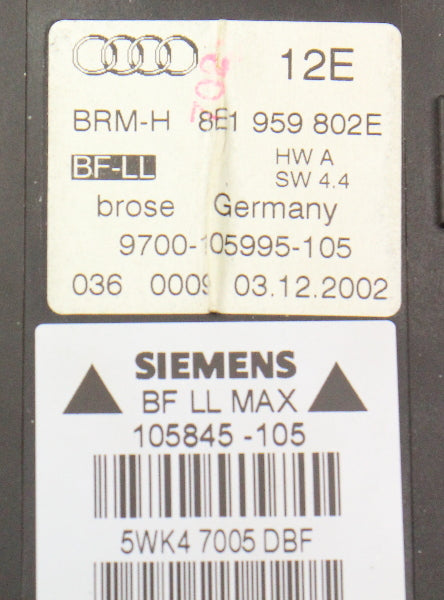 12E
BRM-H 8E1 959 802E
702
BF-LL
HW A
SW 4.4
brose Germany
9700-105995-105
036 0009 03.12.2002
SIEMENS
BF LL MAX
105845-105
5WK4 7005 DBF